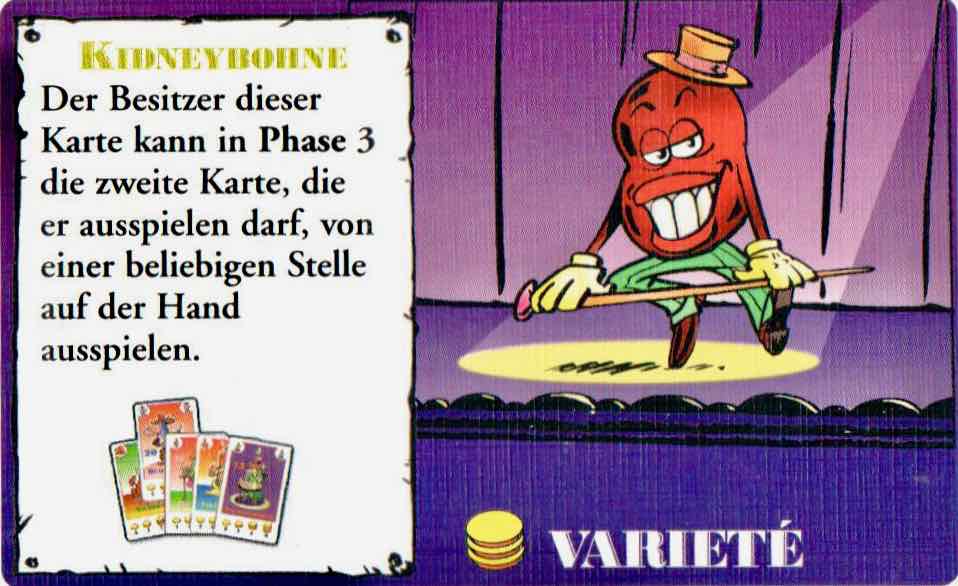 KIDNEYBOHNE
Der Besitzer dieser
Karte kann in Phase 3
die zweite Karte, die
er ausspielen darf, von
einer beliebigen Stelle
auf der Hand
ausspielen.
VARIETÉ